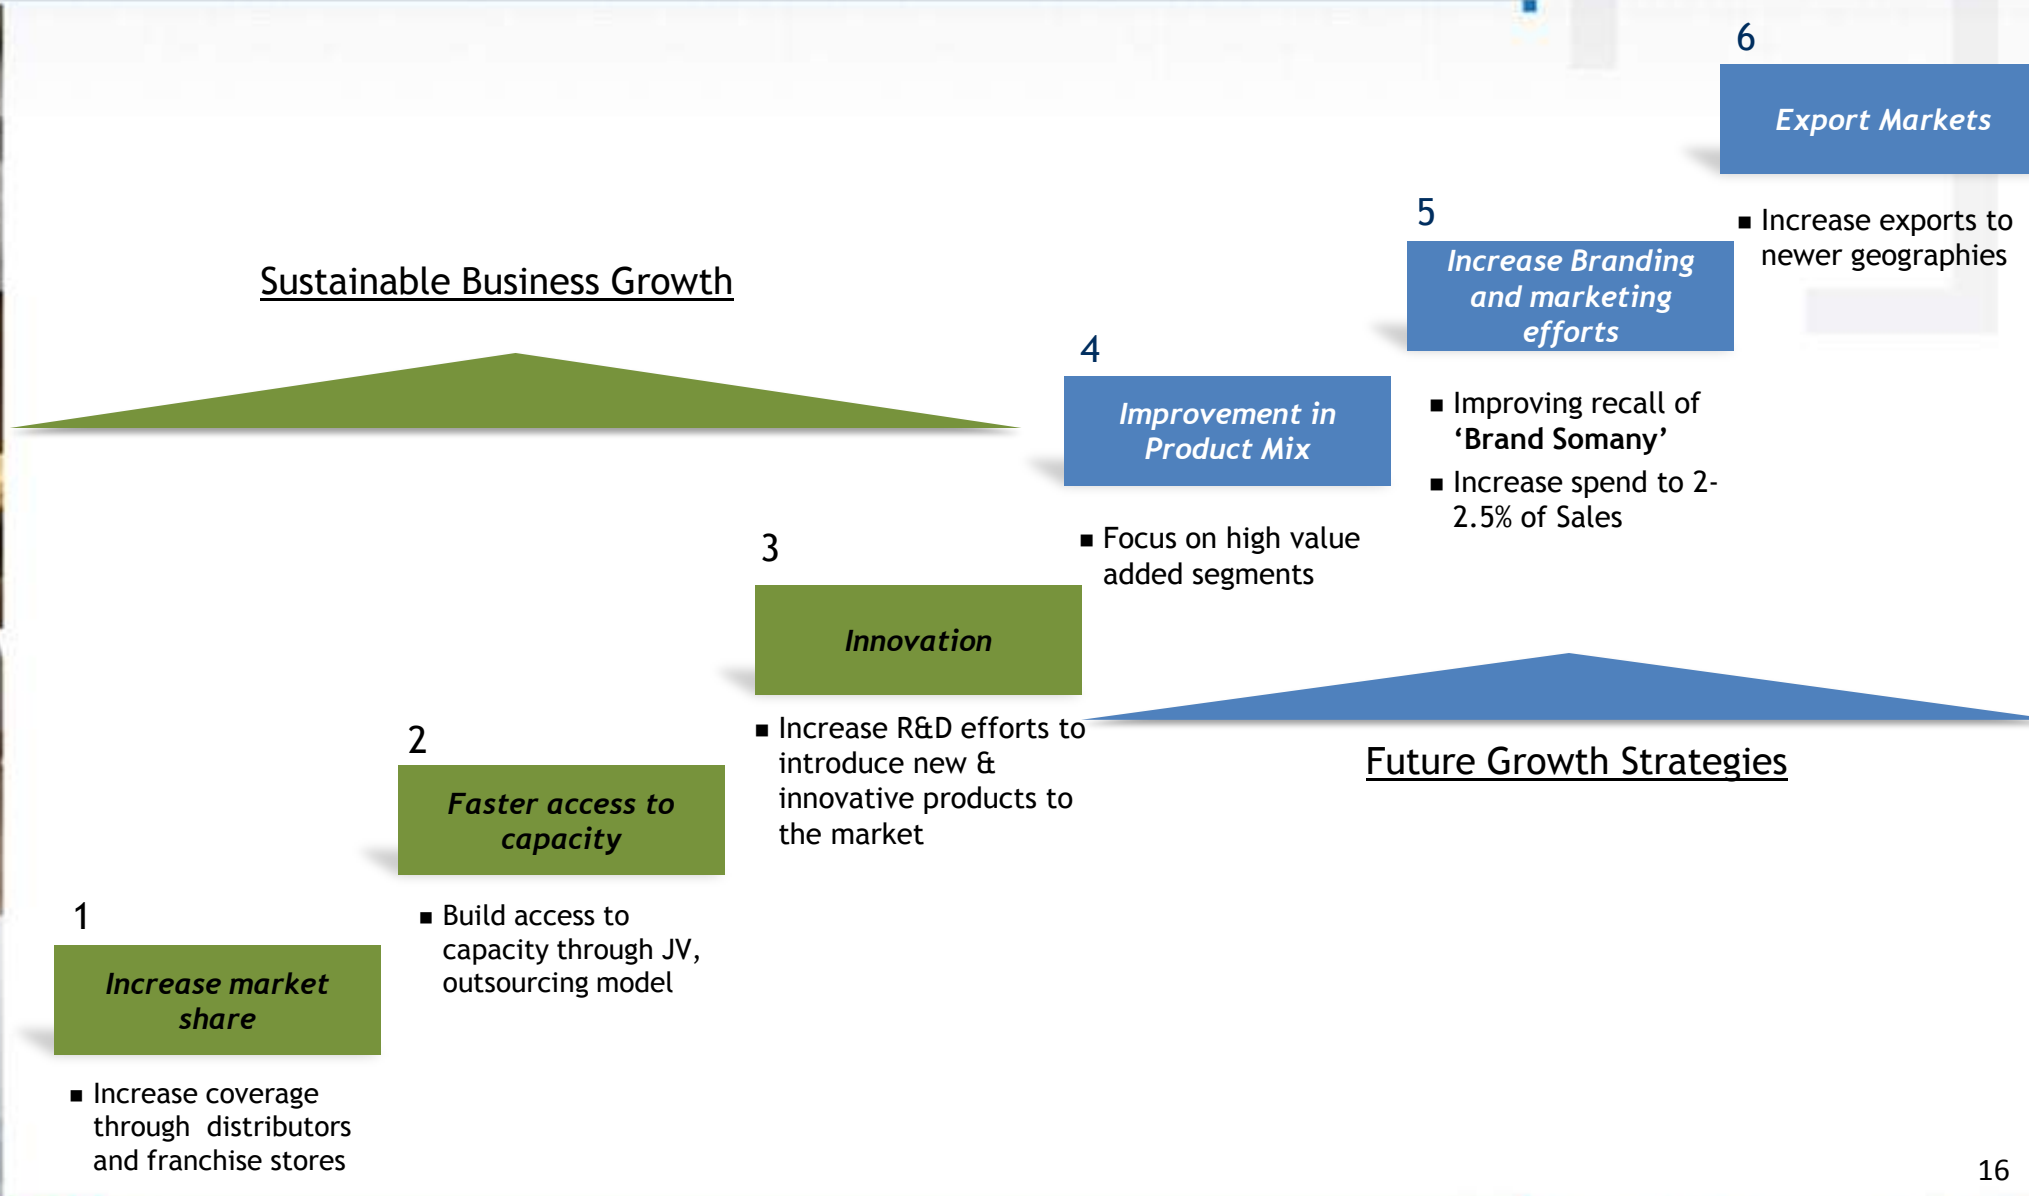 Sustainable Business Growth
1
Increase market
share
■ Increase coverage
through distributors
and franchise stores
2
Faster access to
capacity
■ Build access to
capacity through JV,
outsourcing model
3
Innovation
■ Increase R&D efforts to
introduce new &
innovative products to
the market
4
Improvement in
Product Mix
■ Focus on high value
added segments
5
Increase Branding
and marketing
efforts
■ Improving recall of
‘Brand Somany’
■ Increase spend to 2-
2.5% of Sales
6
Export Markets
■ Increase exports to
newer geographies
Future Growth Strategies
16